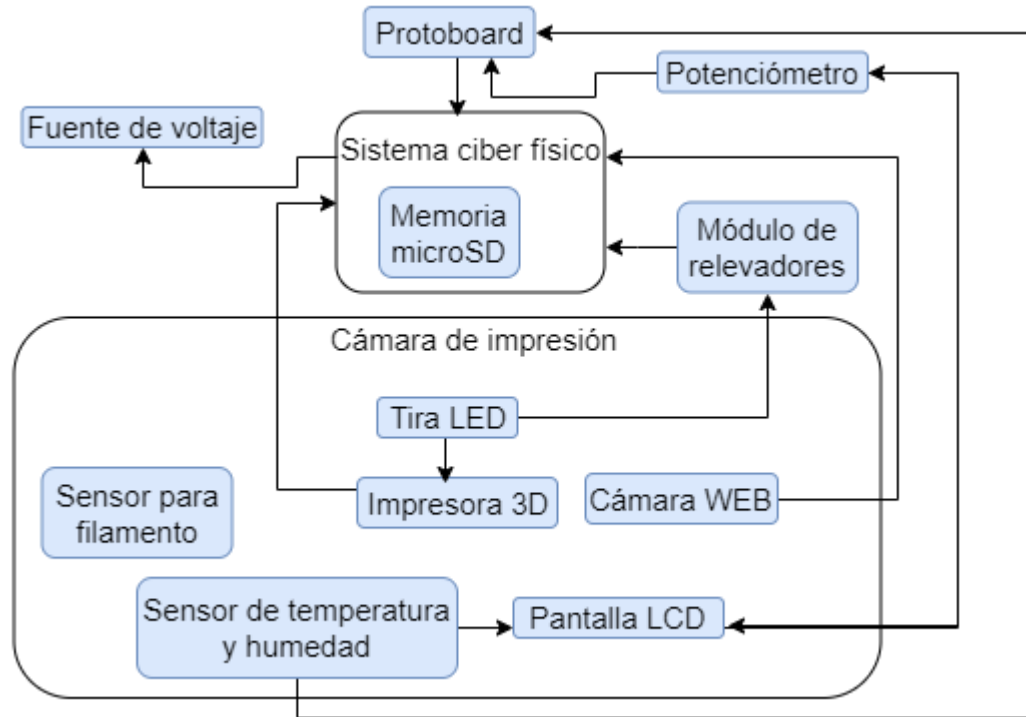 Protoboard
Potenciómetro
Fuente de voltaje
Sistema ciber físico
Memoria
microSD
Módulo de
relevadores
Cámara de impresión
Tira LED
Sensor para
filamento
Impresora 3D
Cámara WEB
Sensor de temperatura
y humedad
Pantalla LCD